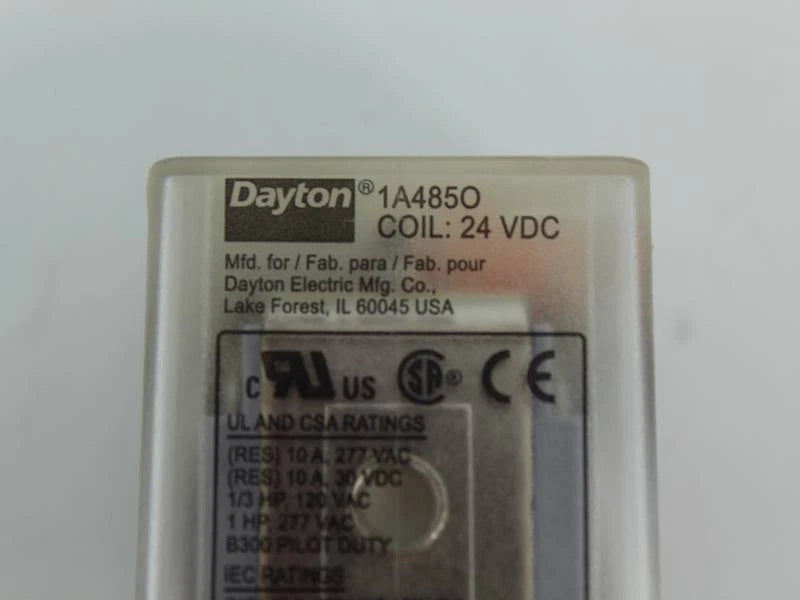 Dayton® 1A485O
COIL: 24 VDC
Mfd. for / Fab. para / Fab. pour
Dayton Electric Mfg. Co.,
Lake Forest, IL 60045 USA
C RU US SA ® CE
UL AND CSA RATINGS
(RES) 10 A, 277 VAC
(RES) 10 A, 30 VDC
1/3 HP, 120 VAC
1 HP, 277 VAC
B300 PILOT DUTY
IEC RATINGS